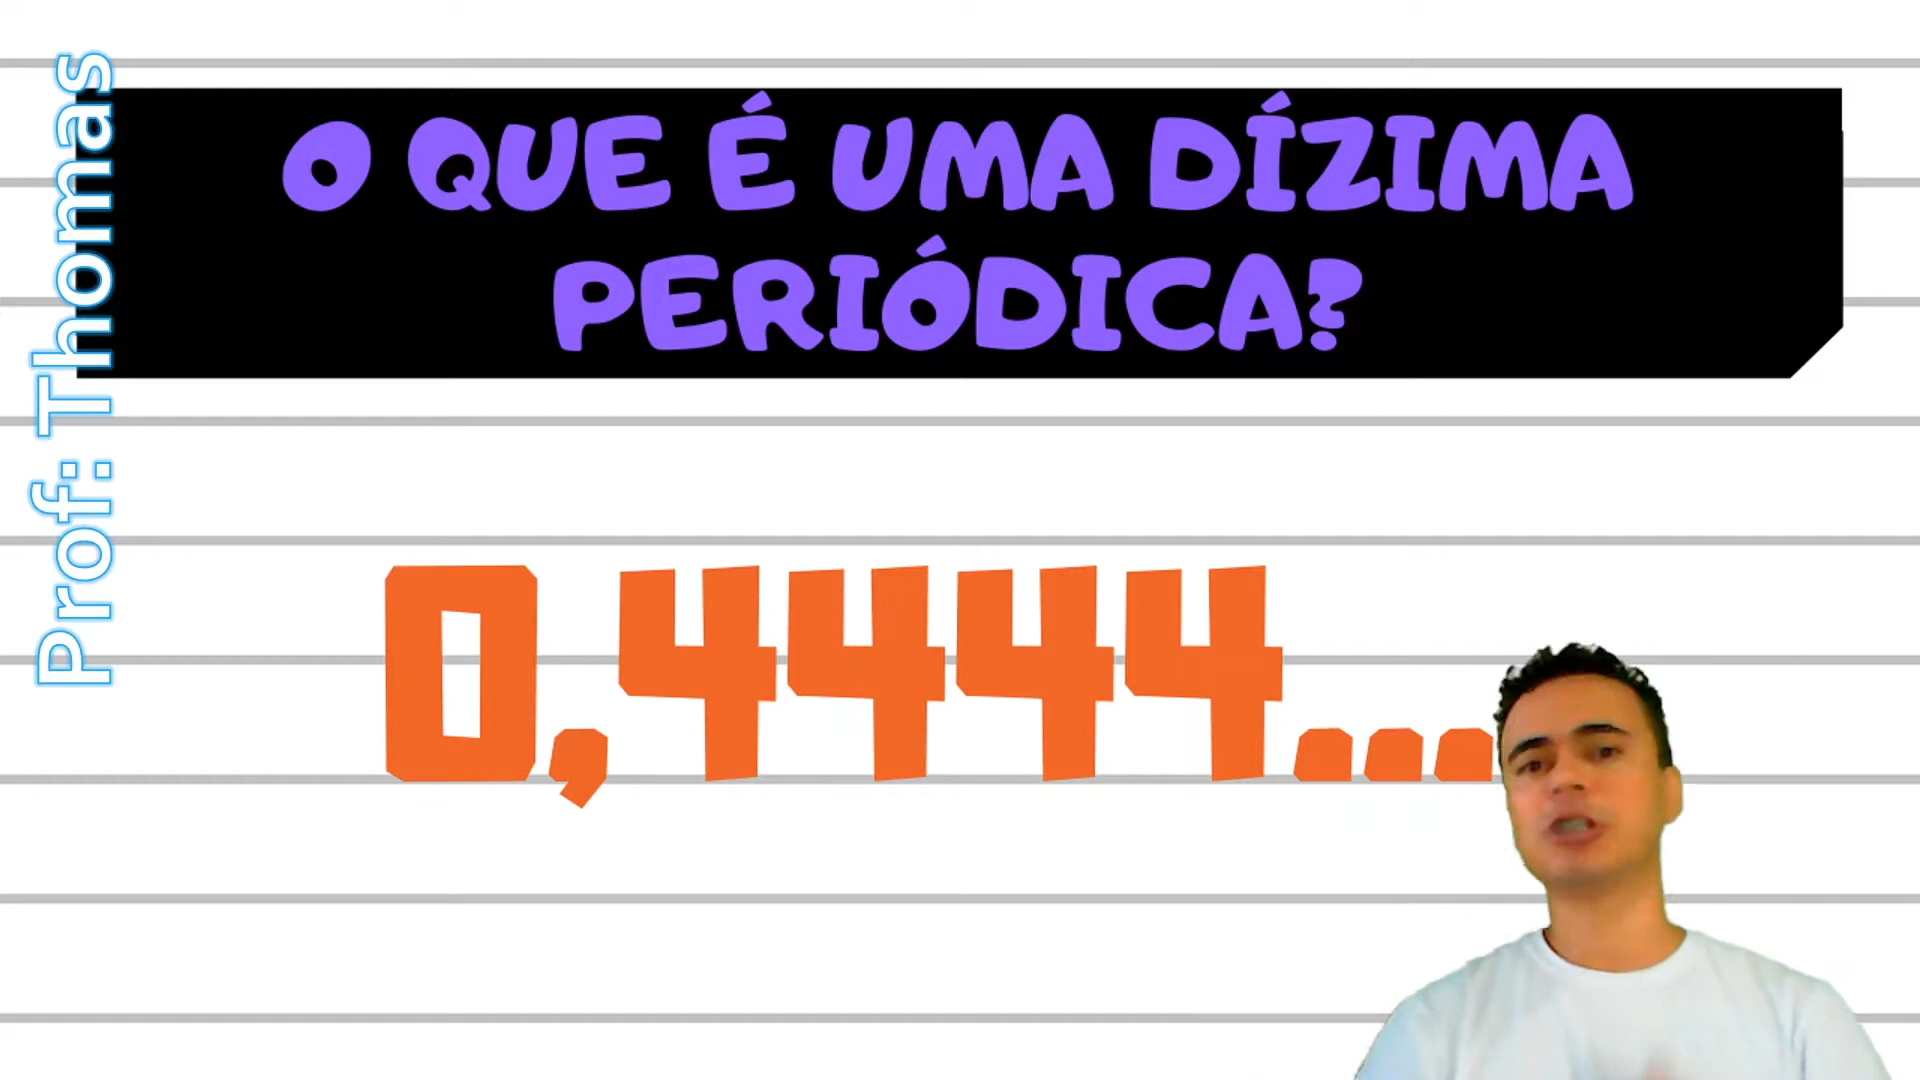 O QUE É UMA DÍZIMA
PERIÓDICA?
0,4444...
Prof: Thomas